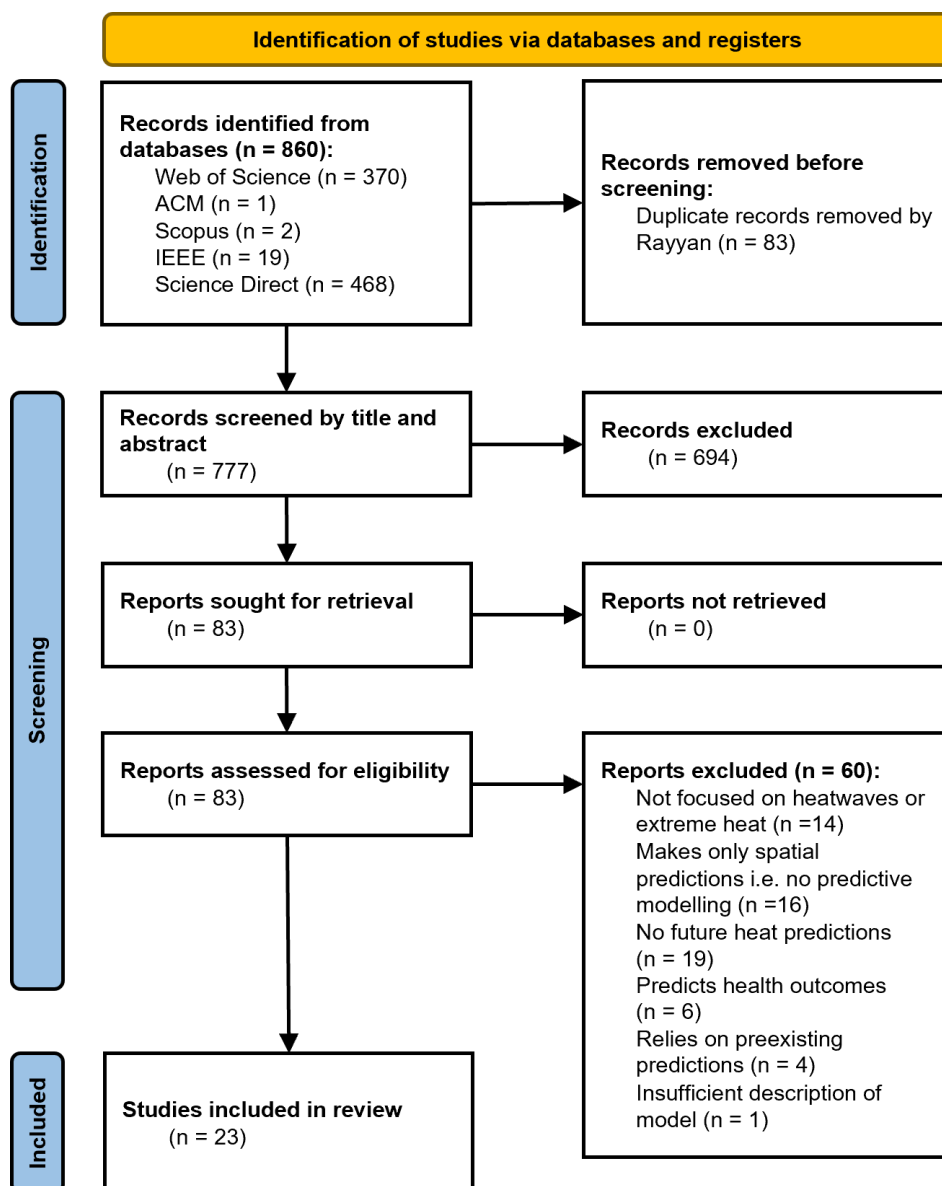 Identification of studies via databases and registers
Identification
Records identified from
databases (n = 860):
Web of Science (n = 370)
ACM (n = 1)
Scopus (n = 2)
IEEE (n = 19)
Science Direct (n = 468)
Records removed before
screening:
Duplicate records removed by
Rayyan (n = 83)
Screening
Records screened by title and
abstract
(n = 777)
Records excluded
(n = 694)
Reports sought for retrieval
(n = 83)
Reports not retrieved
(n = 0)
Reports assessed for eligibility
(n = 83)
Reports excluded (n = 60):
Not focused on heatwaves or
extreme heat (n =14)
Makes only spatial
predictions i.e. no predictive
modelling (n =16)
No future heat predictions
(n = 19)
Predicts health outcomes
(n = 6)
Relies on preexisting
predictions (n = 4)
Insufficient description of
model (n = 1)
Included
Studies included in review
(n = 23)